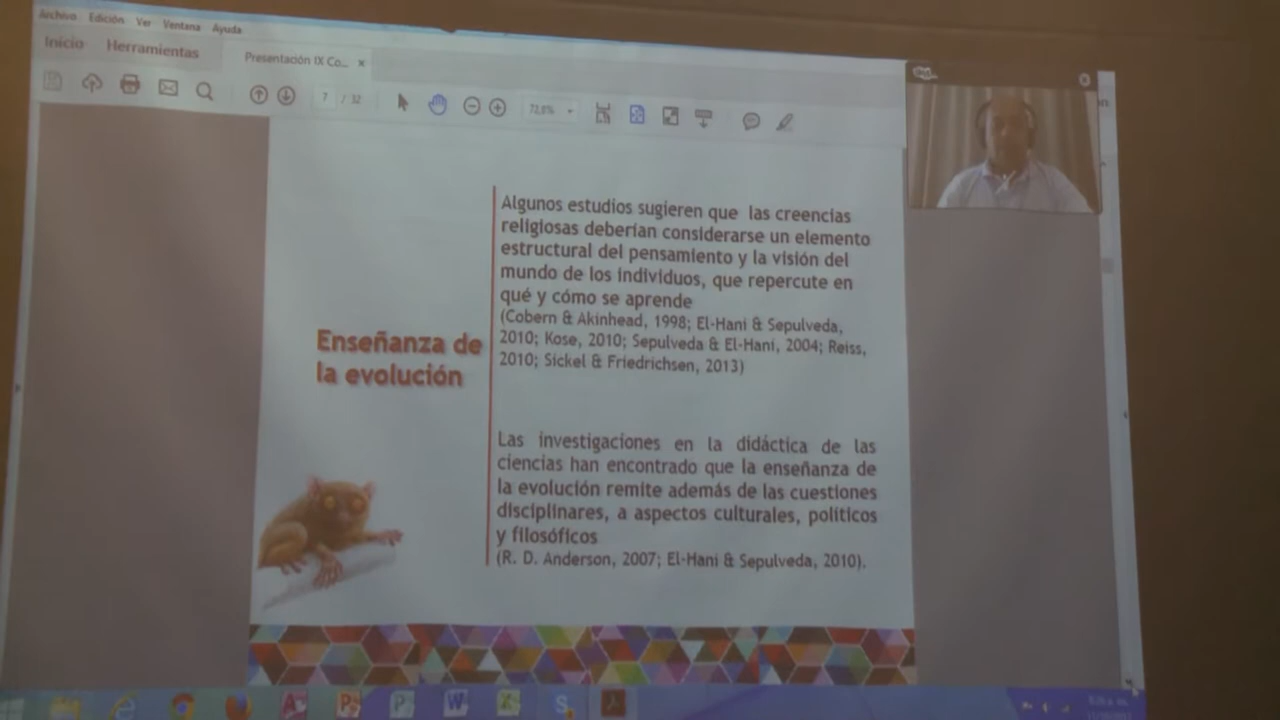 Archivo Edición Ver Ventana Ayuda
Inicio Herramientas Presentación IX Co... ×
7 / 32 72,8%
Enseñanza de
la evolución
Algunos estudios sugieren que las creencias
religiosas deberían considerarse un elemento
estructural del pensamiento y la visión del
mundo de los individuos, que repercute en
qué y cómo se aprende
(Cobern & Akinhead, 1998; El-Hani & Sepulveda,
2010; Kose, 2010; Sepulveda & El-Hani, 2004; Reiss,
2010; Sickel & Friedrichsen, 2013)
Las investigaciones en la didáctica de las
ciencias han encontrado que la enseñanza de
la evolución remite además de las cuestiones
disciplinares, a aspectos culturales, políticos
y filosóficos
(R. D. Anderson, 2007; El-Hani & Sepulveda, 2010).